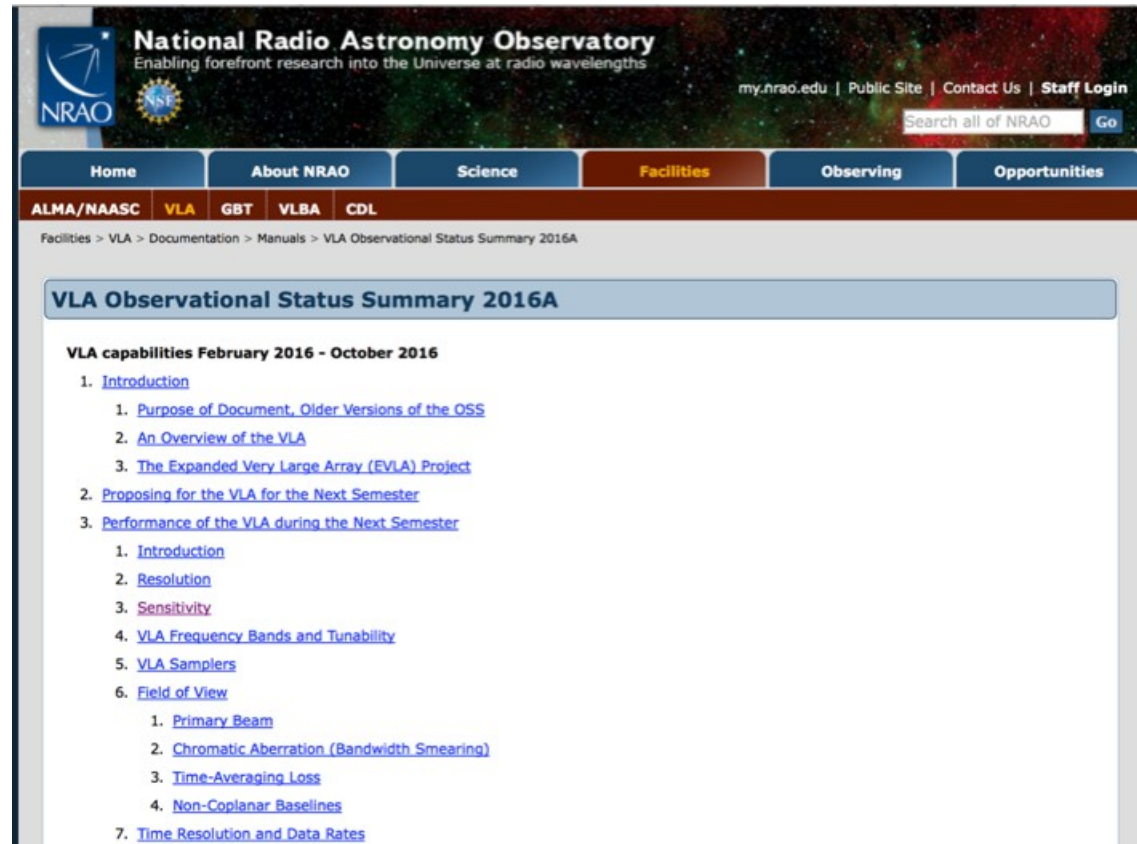 National Radio Astronomy Observatory
Enabling forefront research into the Universe at radio wavelengths
NRAO
NSF
my.nrao.edu | Public Site | Contact Us | Staff Login
Search all of NRAO Go
Home About NRAO Science Facilities Observing Opportunities
ALMA/NAASC VLA GBT VLBA CDL
Facilities > VLA > Documentation > Manuals > VLA Observational Status Summary 2016A
VLA Observational Status Summary 2016A
VLA capabilities February 2016 - October 2016
1. Introduction
1. Purpose of Document, Older Versions of the OSS
2. An Overview of the VLA
3. The Expanded Very Large Array (EVLA) Project
2. Proposing for the VLA for the Next Semester
3. Performance of the VLA during the Next Semester
1. Introduction
2. Resolution
3. Sensitivity
4. VLA Frequency Bands and Tunability
5. VLA Samplers
6. Field of View
1. Primary Beam
2. Chromatic Aberration (Bandwidth Smearing)
3. Time-Averaging Loss
4. Non-Coplanar Baselines
7. Time Resolution and Data Rates